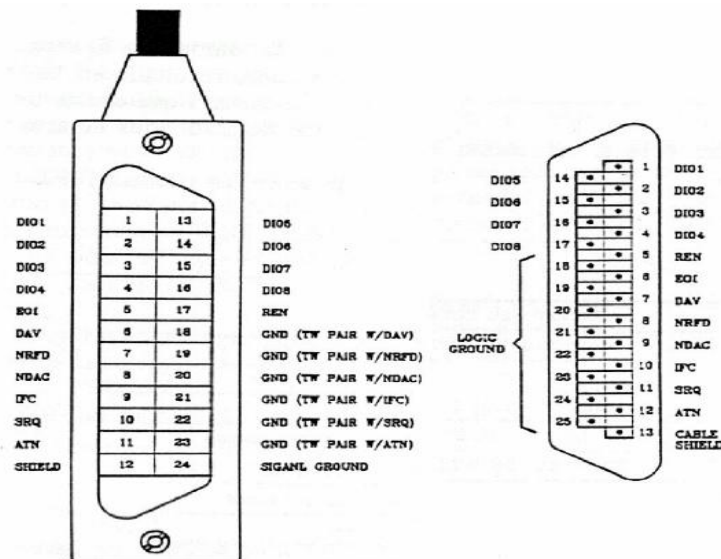 DIO1 1 13 DIO5
DIO2 2 14 DIO6
DIO3 3 15 DIO7
DIO4 4 16 DIO8
EOI 5 17 REN
DAV 6 18 GND (TW PAIR W/DAV)
NRFD 7 19 GND (TW PAIR W/NRFD)
NDAC 8 20 GND (TW PAIR W/NDAC)
IFC 9 21 GND (TW PAIR W/IFC)
SRQ 10 22 GND (TW PAIR W/SRQ)
ATN 11 23 GND (TW PAIR W/ATN)
SHIELD 12 24 SIGANL GROUND
1 DIO1
DIO5 14
2 DIO2
DIO6 15
3 DIO3
DIO7 16
4 DIO4
DIO8 17
5 REN
18
6 EOI
19
7 DAV
20
8 NRFD
LOGIC
GROUND
21
9 NDAC
22
10 IFC
23
11 SRQ
24
12 ATN
25
13 CABLE
SHIELD